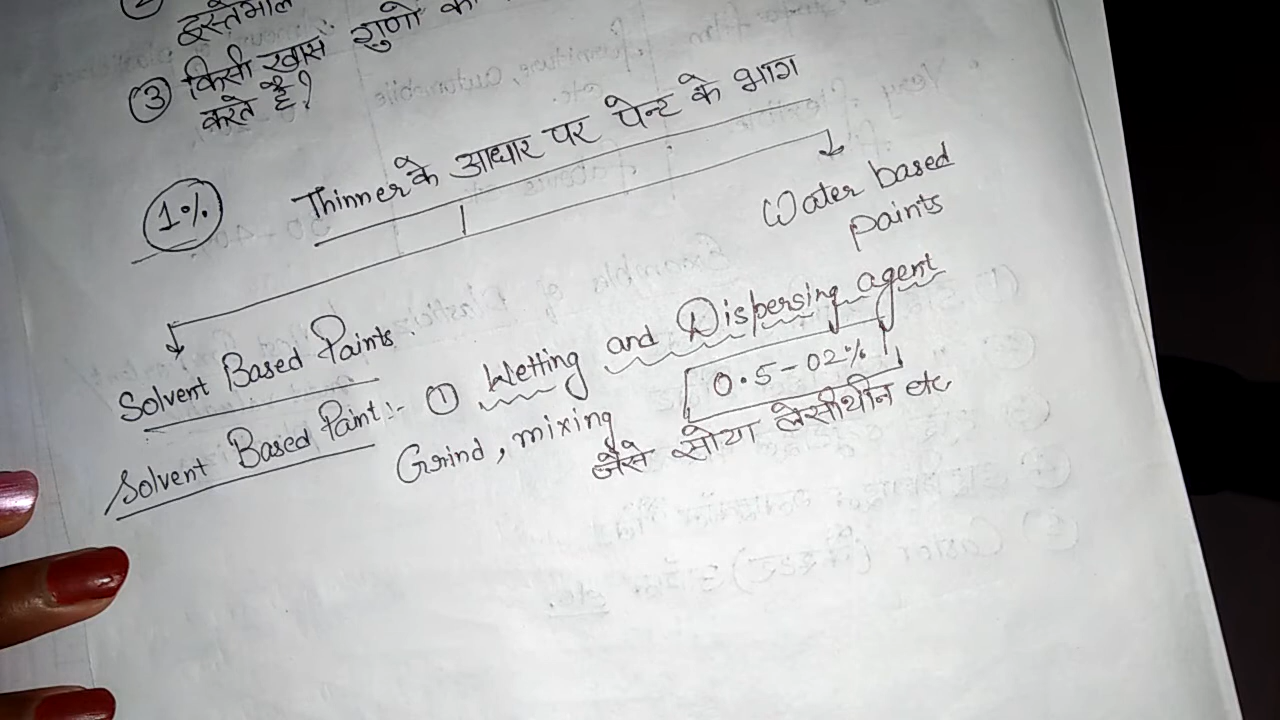 ②
इस्तेमाल
③ किसी खास गुणो का
करते है?
1% Thinner के आधार पर पेन्ट के भाग
Water based
paints
Solvent Based Paints.
Solvent Based Paint:- ① Wetting and Dispersing agent
Grind, mixing 0.5-02%
जैसे सोया लेसीथीन etc